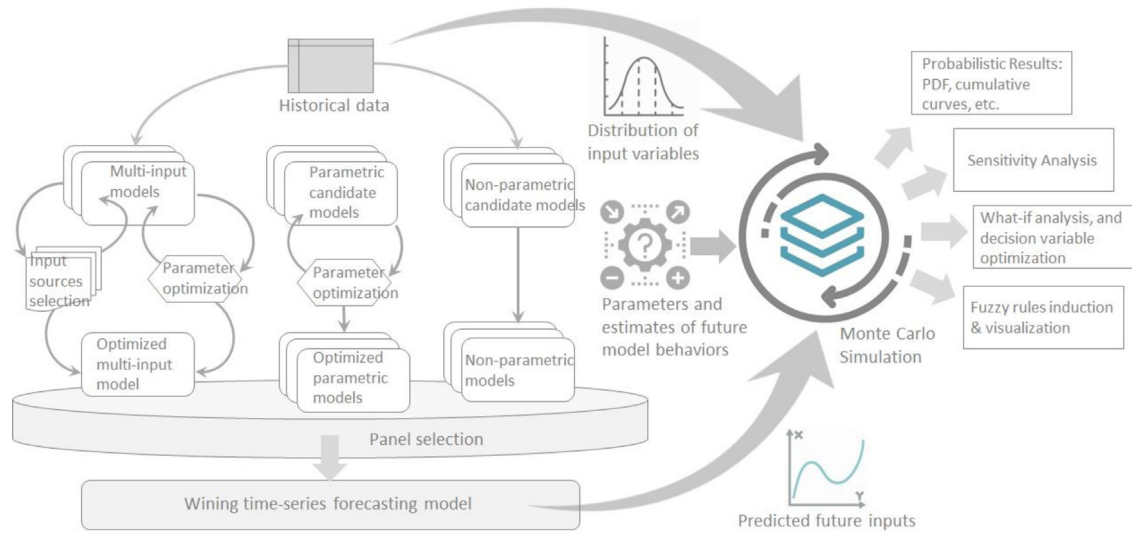 Historical data
Multi-input
models
Input
sources
selection
Parameter
optimization
Optimized
multi-input
model
Parametric
candidate
models
Parameter
optimization
Optimized
parametric
models
Non-parametric
candidate models
Non-parametric
models
Panel selection
Wining time-series forecasting model
Distribution of
input variables
?
Parameters and
estimates of future
model behaviors
Monte Carlo
Simulation
X
Y
Predicted future inputs
Probabilistic Results:
PDF, cumulative
curves, etc.
Sensitivity Analysis
What-if analysis, and
decision variable
optimization
Fuzzy rules induction
& visualization